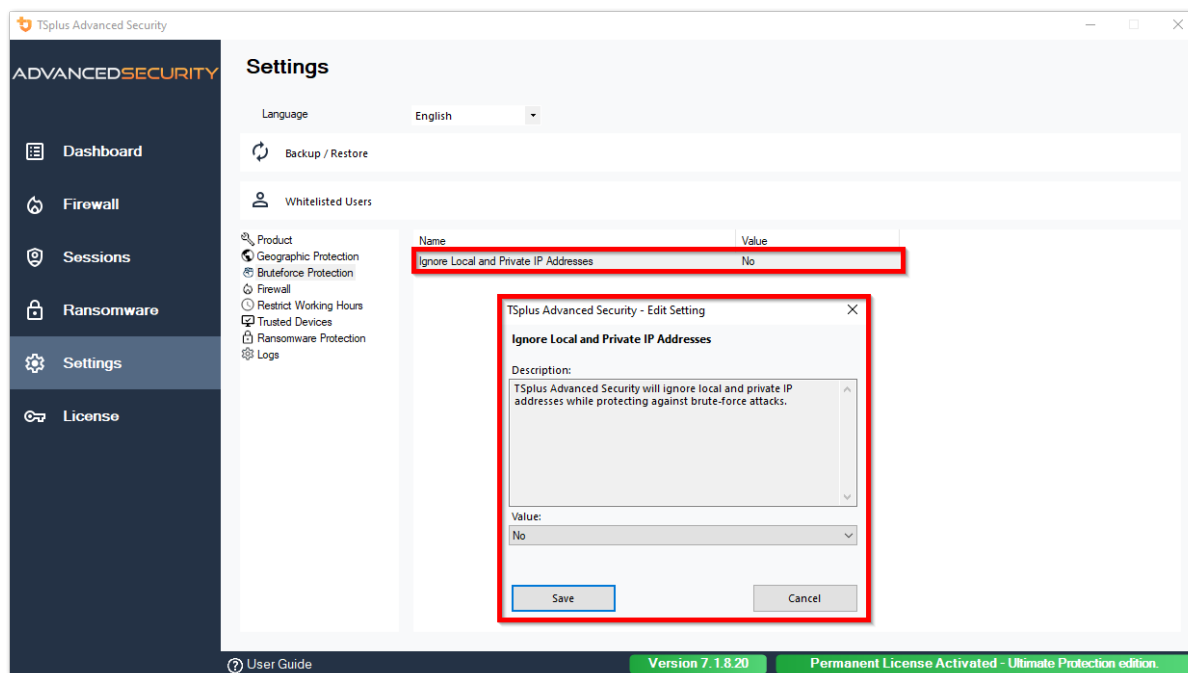 TSplus Advanced Security
ADVANCEDSECURITY
Dashboard
Firewall
Sessions
Ransomware
Settings
License
Settings
Language
English
Backup / Restore
Whitelisted Users
Product
Geographic Protection
Bruteforce Protection
Firewall
Restrict Working Hours
Trusted Devices
Ransomware Protection
Logs
Name Value
Ignore Local and Private IP Addresses No
TSplus Advanced Security - Edit Setting
Ignore Local and Private IP Addresses
Description:
TSplus Advanced Security will ignore local and private IP
addresses while protecting against brute-force attacks.
Value:
No
Save Cancel
User Guide Version 7.1.8.20 Permanent License Activated - Ultimate Protection edition.